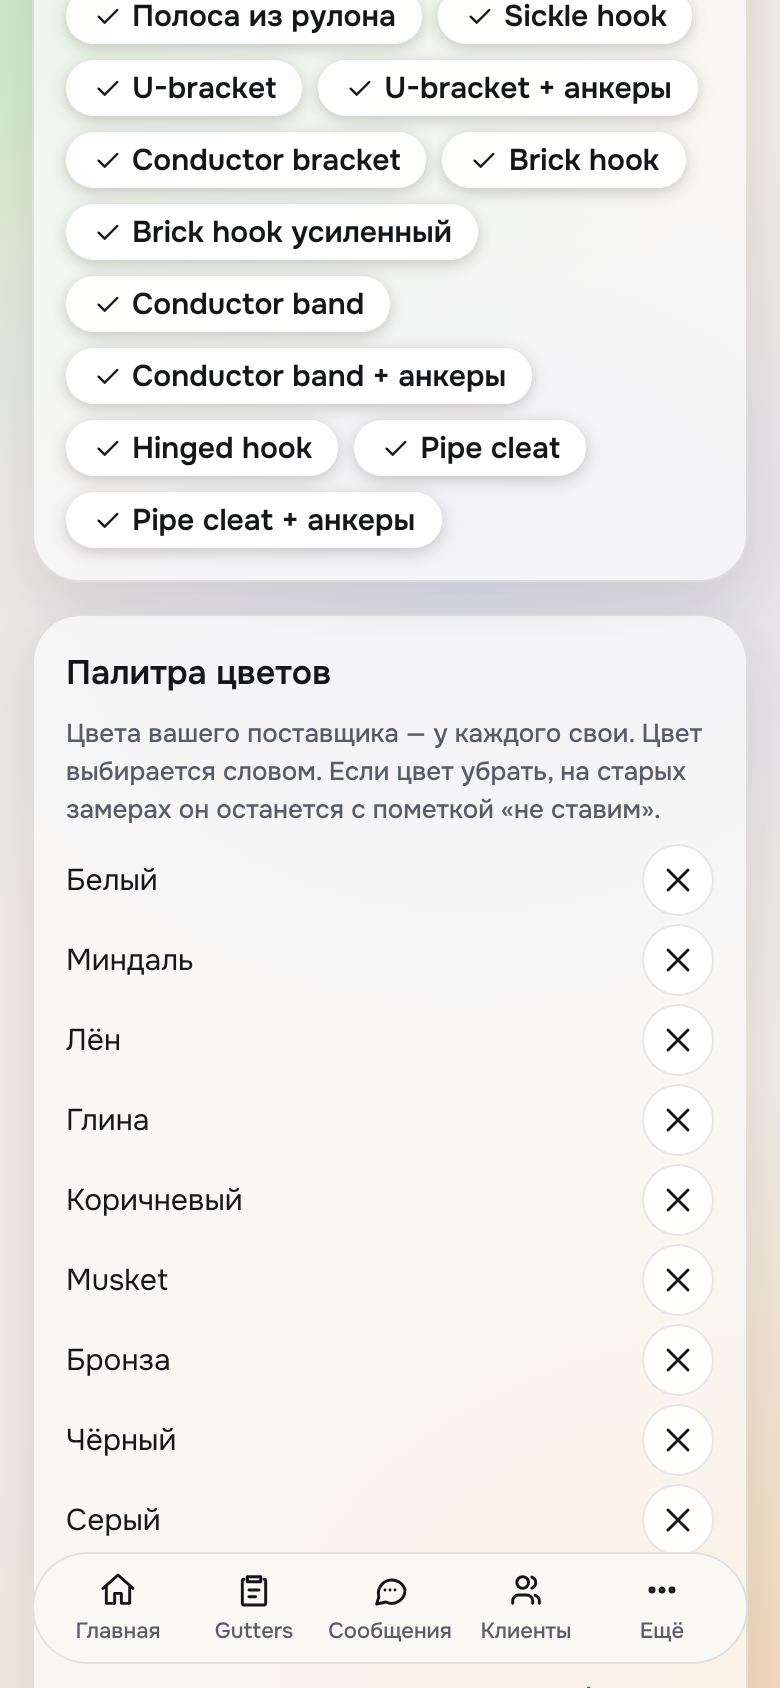 Полоса из рулона Sickle hook
U-bracket U-bracket + анкеры
Conductor bracket Brick hook
Brick hook усиленный
Conductor band
Conductor band + анкеры
Hinged hook Pipe cleat
Pipe cleat + анкеры
Палитра цветов
Цвета вашего поставщика — у каждого свои. Цвет
выбирается словом. Если цвет убрать, на старых
замерах он останется с пометкой «не ставим».
Белый
Миндаль
Лён
Глина
Коричневый
Musket
Бронза
Чёрный
Серый
Главная Gutters Сообщения Клиенты Ещё